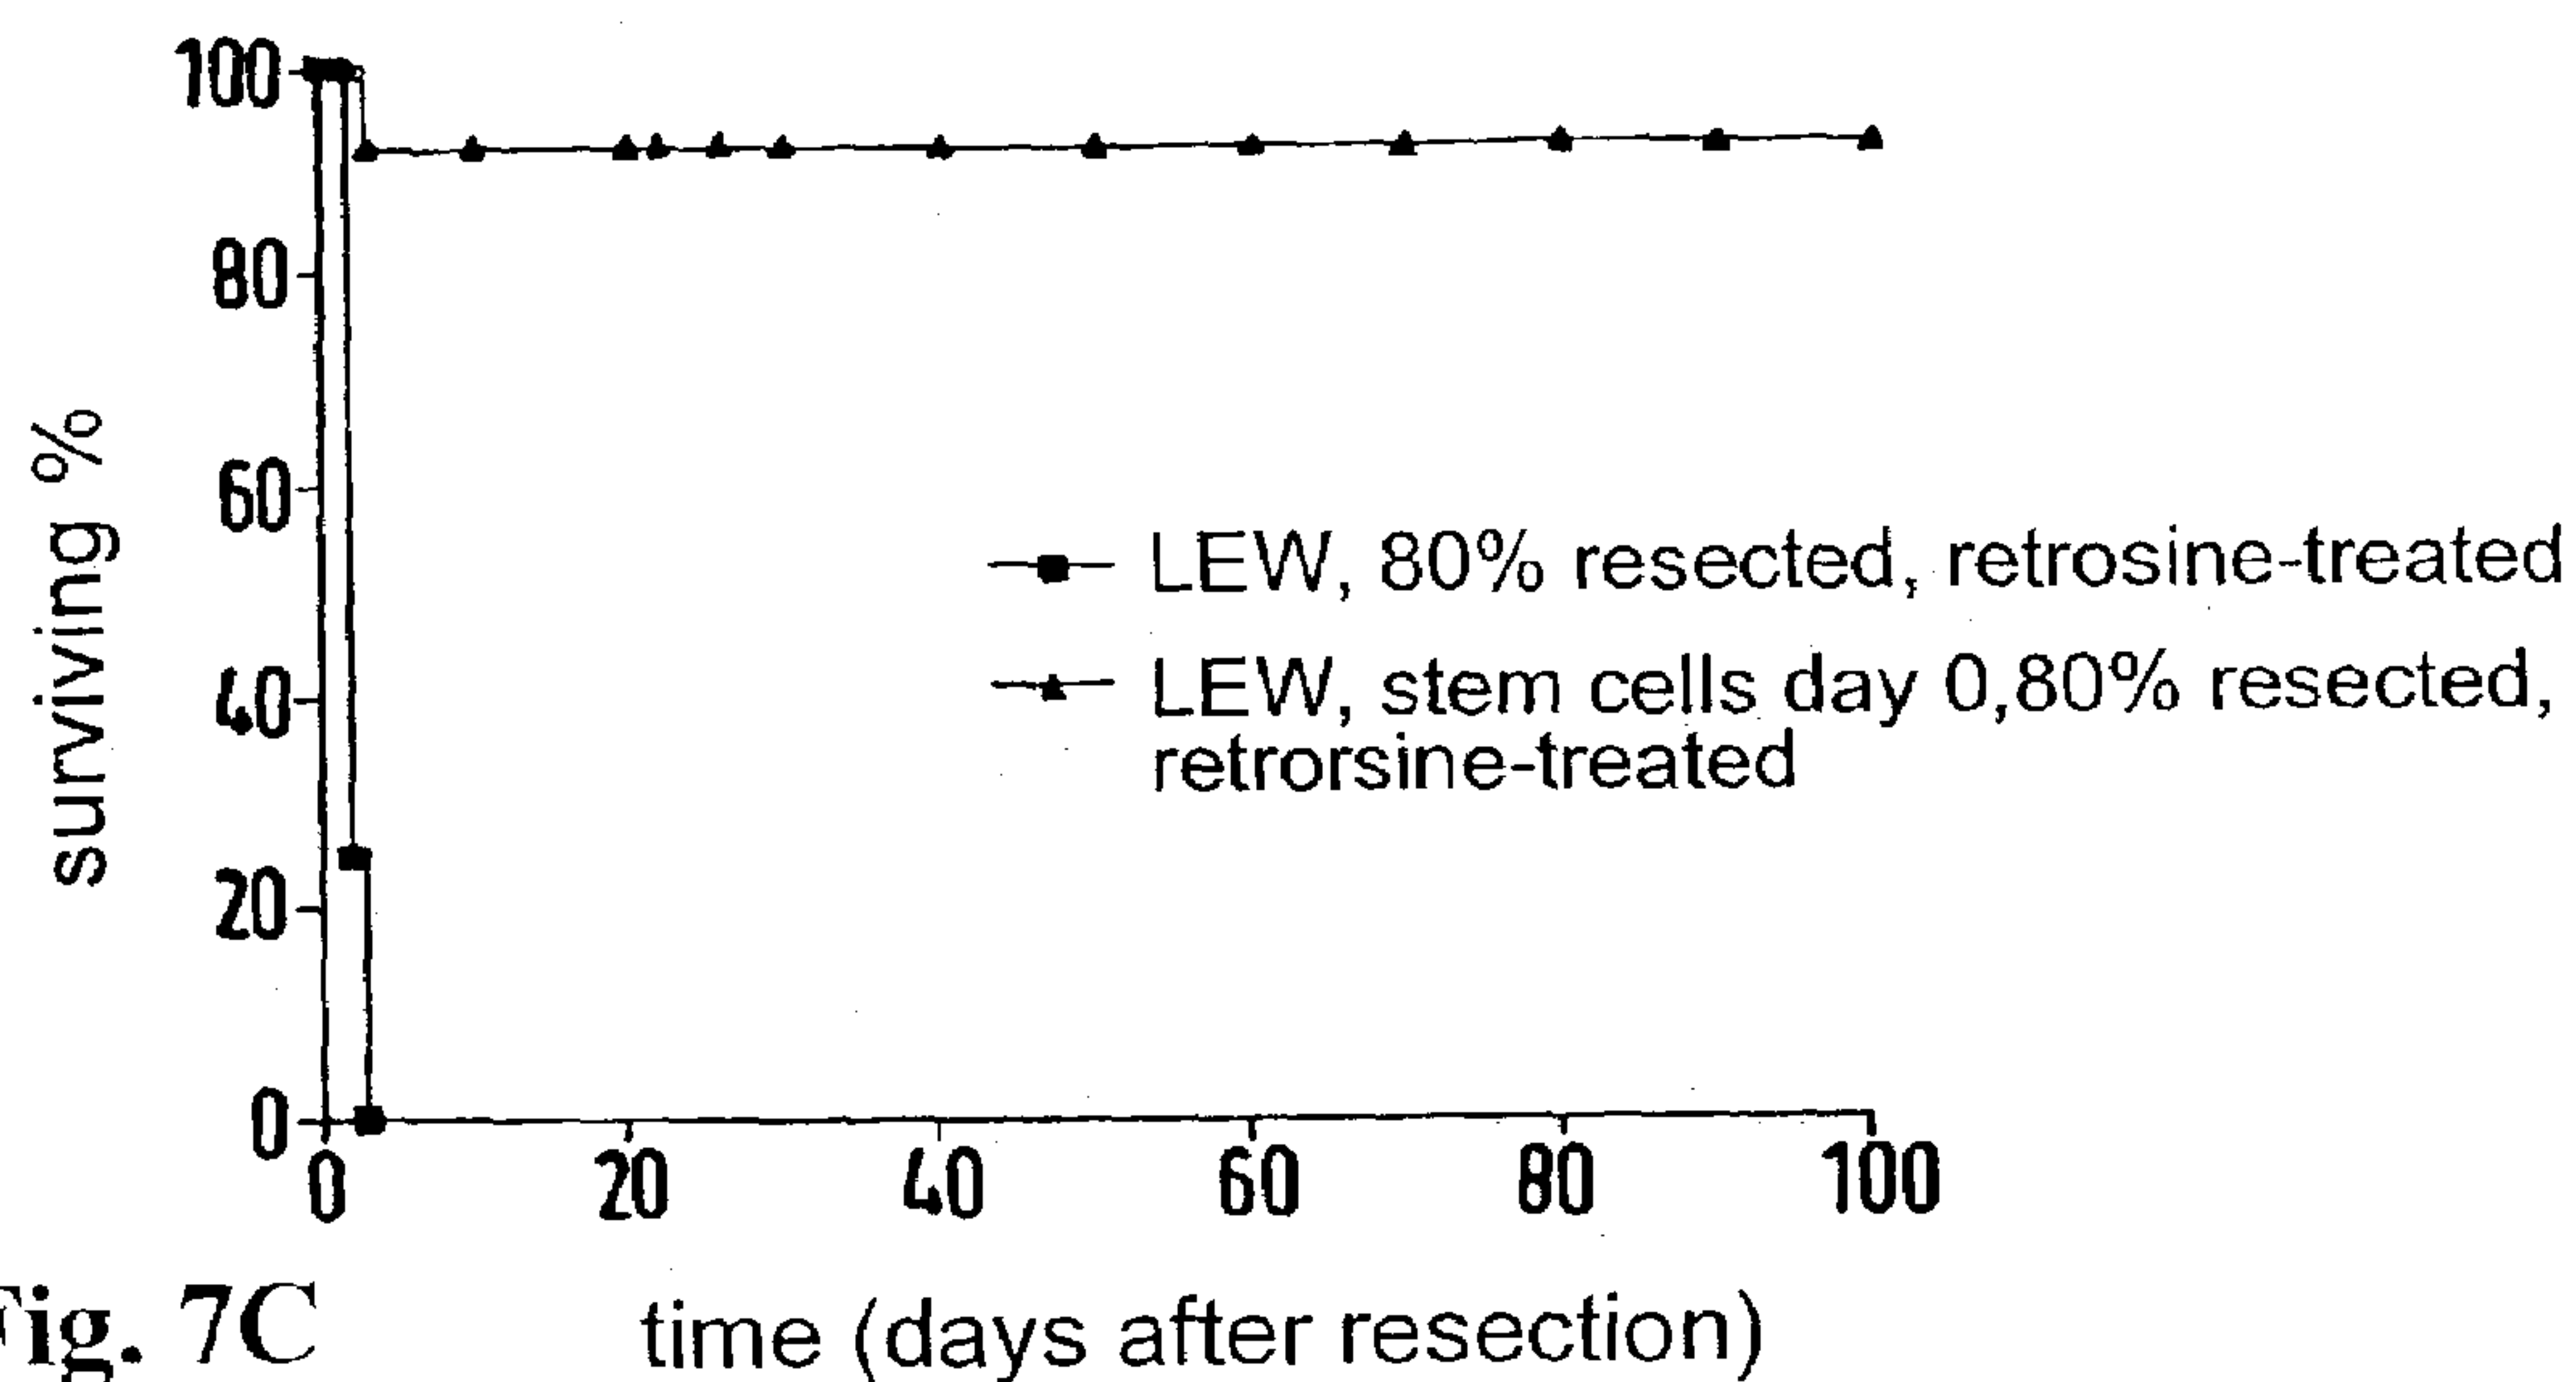 100
80
60
40
20
0
surviving %
LEW, 80% resected, retrosine-treated
LEW, stem cells day 0,80% resected,
retrorsine-treated
0 20 40 60 80 100
time (days after resection)
Fig. 7C